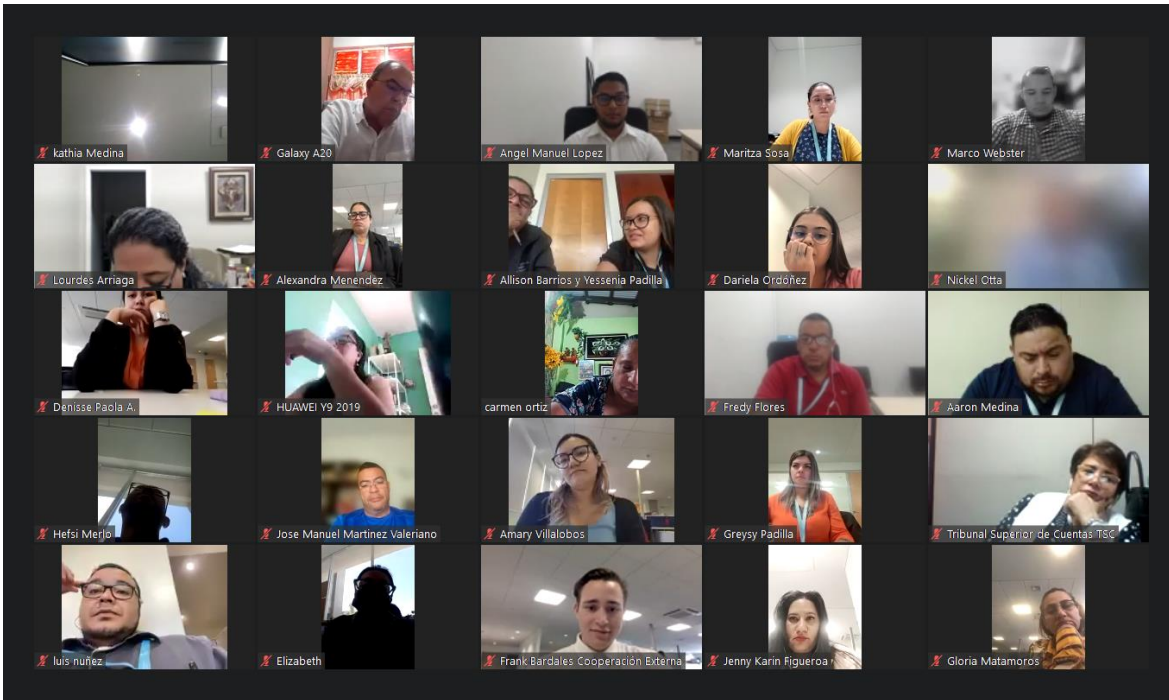 kathia Medina
Galaxy A20
Angel Manuel Lopez
Maritza Sosa
Marco Webster
Lourdes Arriaga
Alexandra Menendez
Allison Barrios y Yessenia Padilla
Dariela Ordóñez
Nickel Otta
Denisse Paola A.
HUAWEI Y9 2019
carmen ortiz
Fredy Flores
Aaron Medina
Hefsi Merlo
Jose Manuel Martinez Valeriano
Amary Villalobos
Greysy Padilla
Tribunal Superior de Cuentas TSC
luis nuñez
Elizabeth
Frank Bardales Cooperación Externa
Jenny Karin Figueroa
Gloria Matamoros